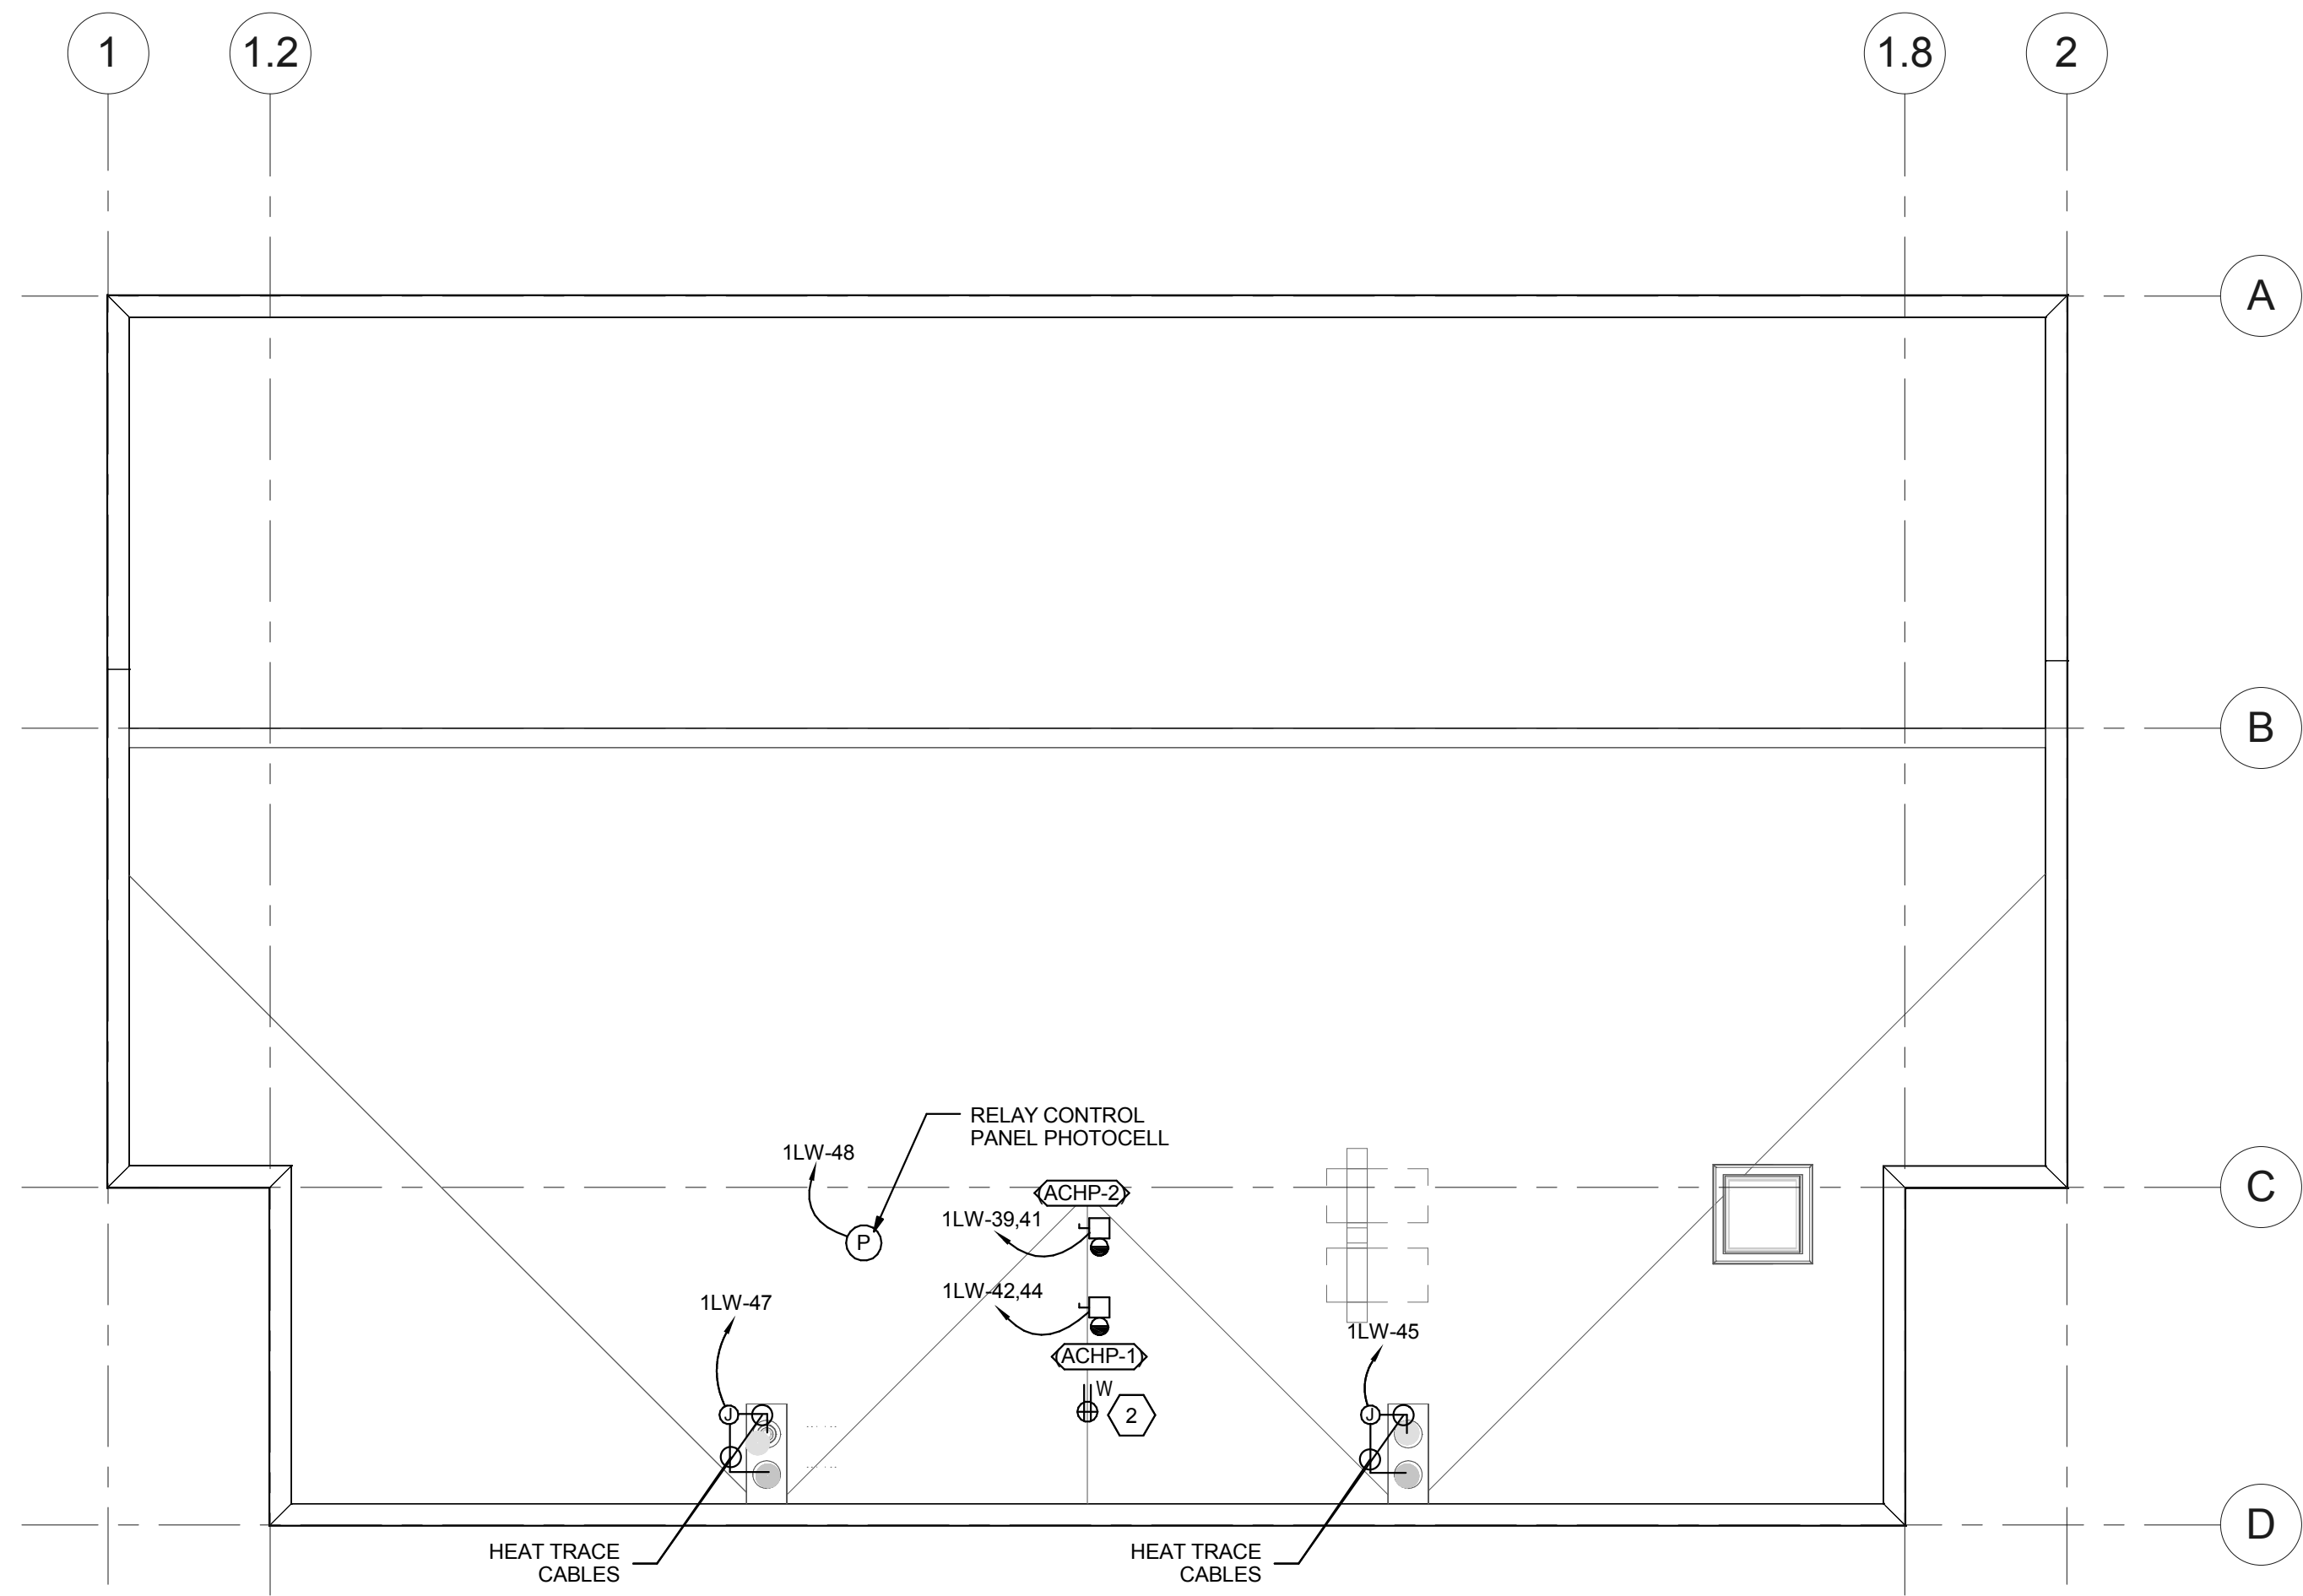 1
1.2
1.8
2
A
B
RELAY CONTROL
PANEL PHOTOCELL
1LW-48
C
ACHP-2
1LW-39,41
P
1LW-42,44
1LW-47
1LW-45
ACHP-1
W
J
2
J
D
HEAT TRACE
CABLES
HEAT TRACE
CABLES